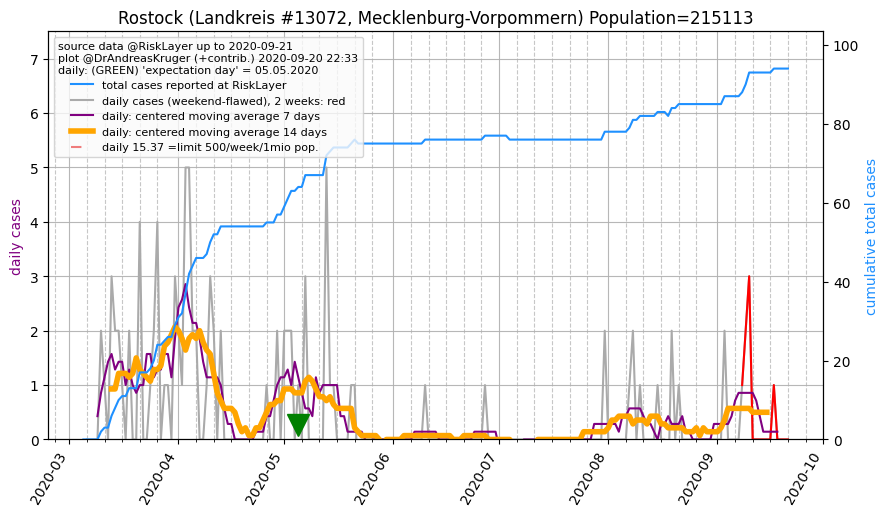 Rostock (Landkreis #13072, Mecklenburg-Vorpommern) Population=215113
source data @RiskLayer up to 2020-09-21
plot @DrAndreasKruger (+contrib.) 2020-09-20 22:33
daily: (GREEN) 'expectation day' = 05.05.2020
total cases reported at RiskLayer
daily cases (weekend-flawed), 2 weeks: red
daily: centered moving average 7 days
daily: centered moving average 14 days
daily 15.37 =limit 500/week/1mio pop.
daily cases
7
6
5
4
3
2
1
0
cumulative total cases
100
80
60
40
20
0
2020-03
2020-04
2020-05
2020-06
2020-07
2020-08
2020-09
2020-10